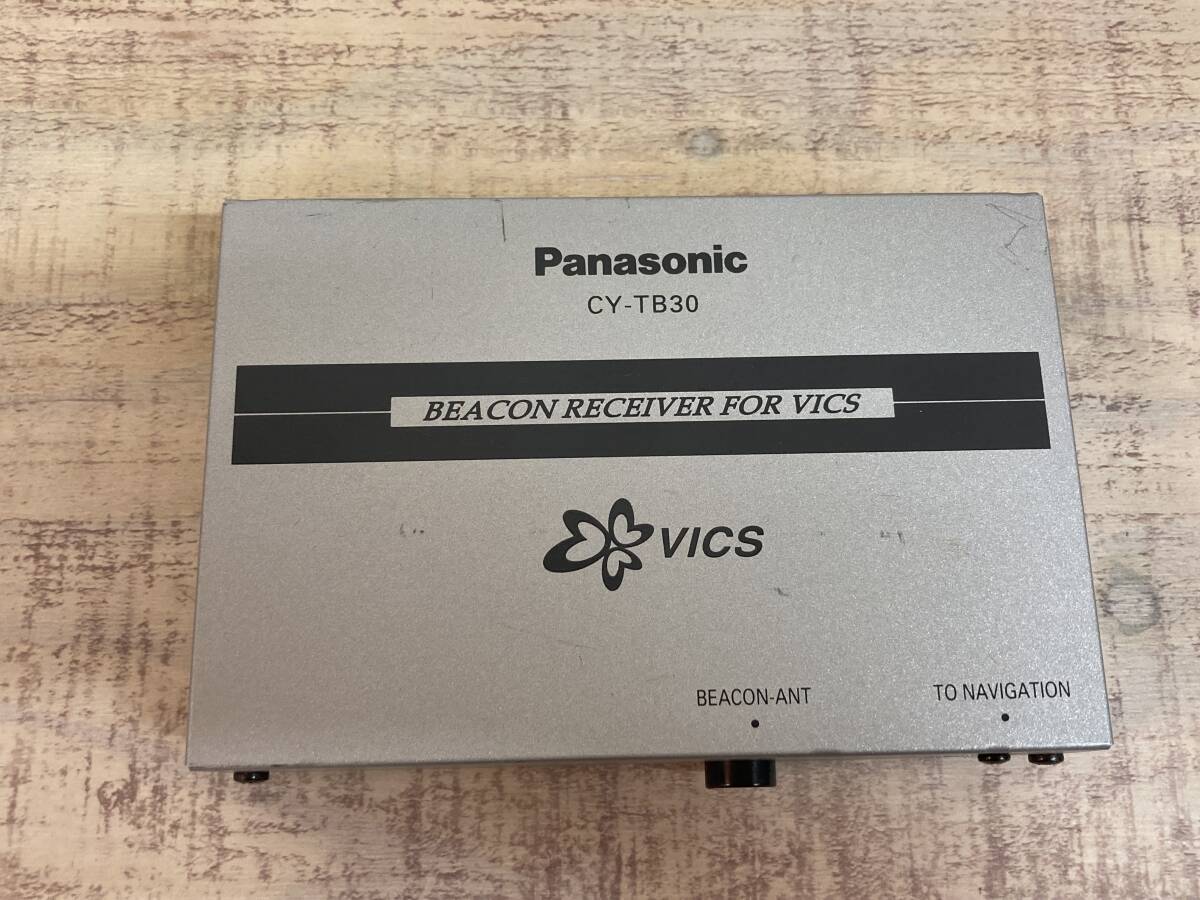 Panasonic
CY-TB30
BEACON RECEIVER FOR VICS
VICS
BEACON-ANT
TO NAVIGATION